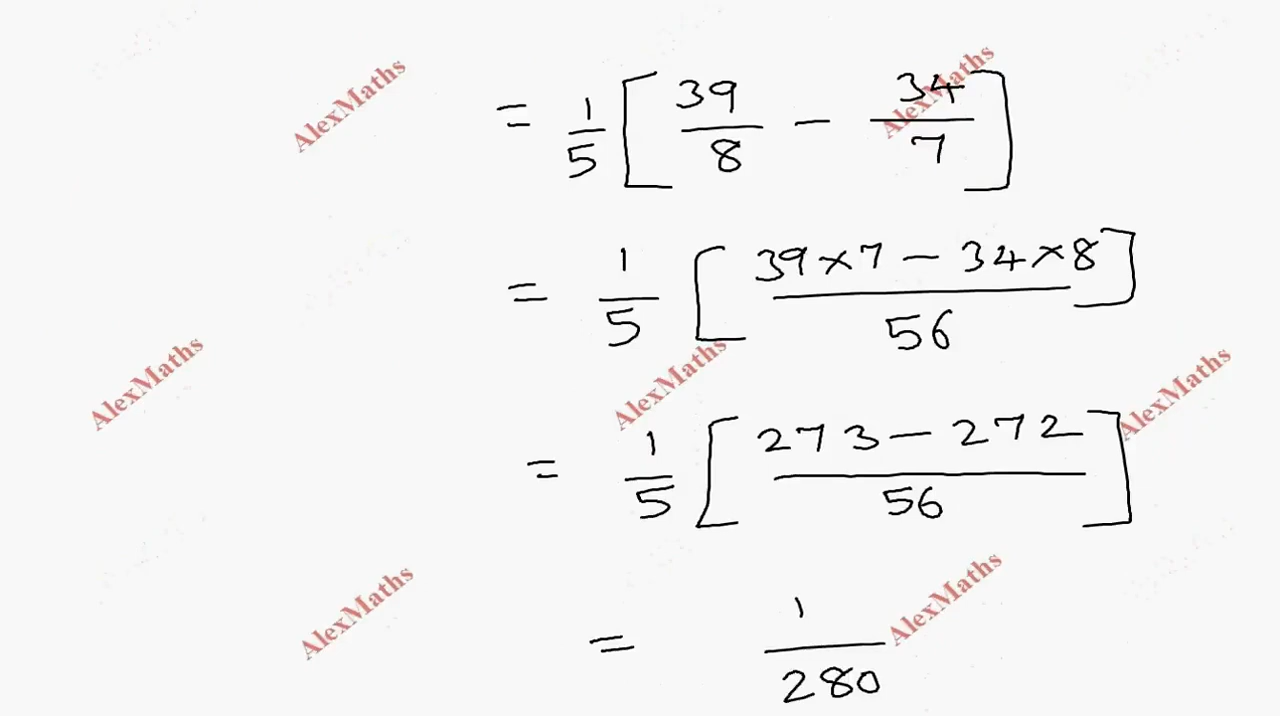 = 1/5 [ 39/8 - 34/7 ]
= 1/5 [ (39×7 - 34×8)/56 ]
= 1/5 [ (273 - 272)/56 ]
= 1/280
AlexMaths
AlexMaths
AlexMaths
AlexMaths
AlexMaths
AlexMaths
AlexMaths